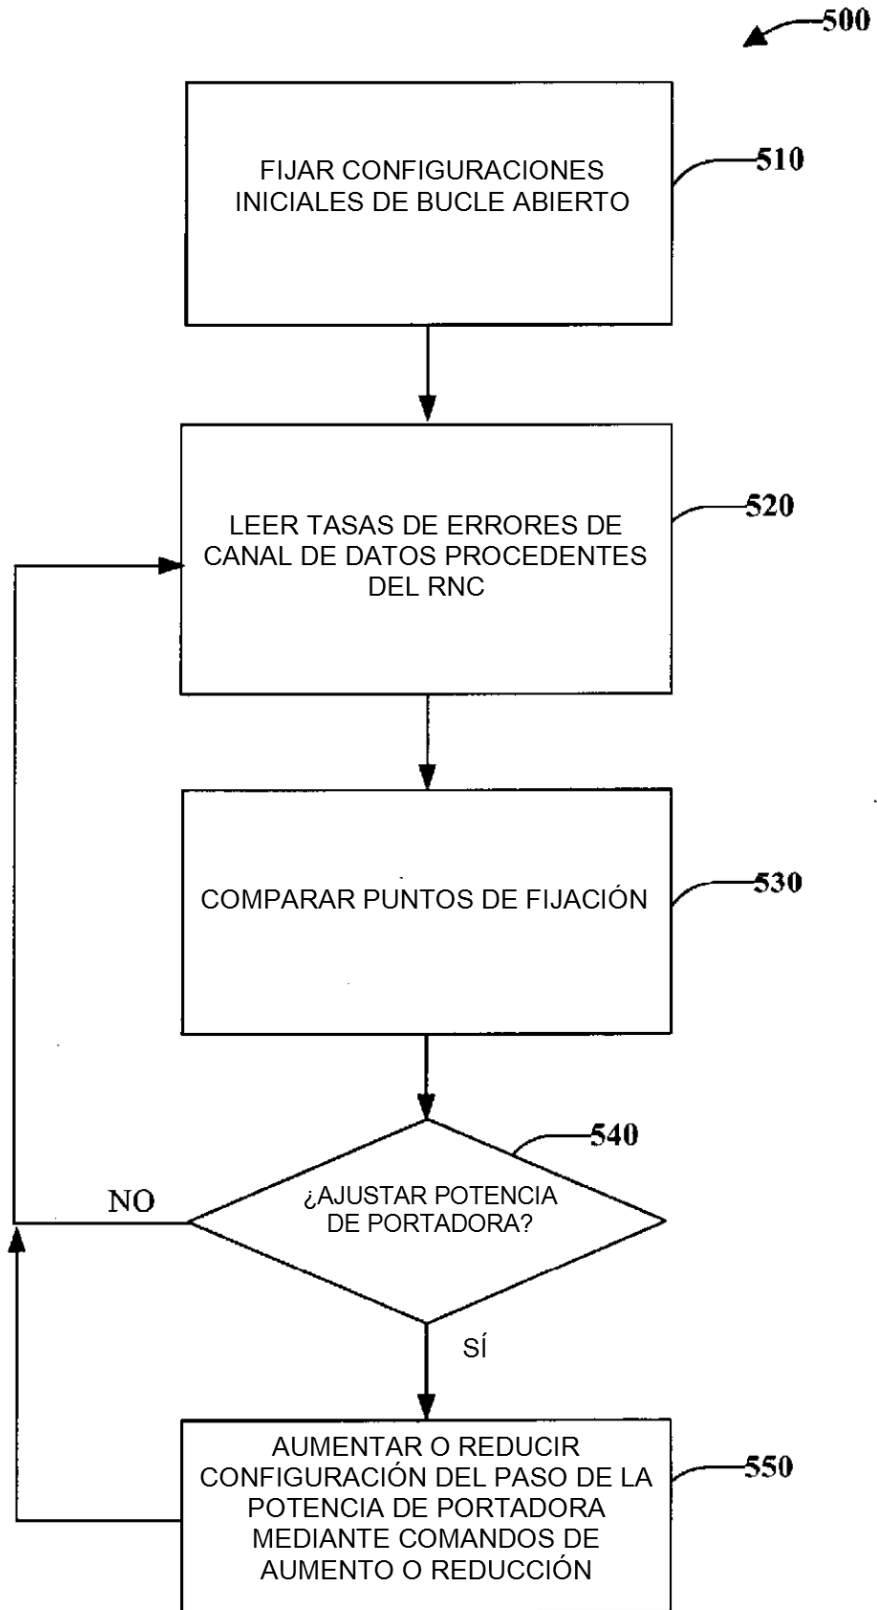 500
FIJAR CONFIGURACIONES
INICIALES DE BUCLE ABIERTO
510
LEER TASAS DE ERRORES DE
CANAL DE DATOS PROCEDENTES
DEL RNC
520
COMPARAR PUNTOS DE FIJACIÓN
530
540
¿AJUSTAR POTENCIA
DE PORTADORA?
NO
SÍ
AUMENTAR O REDUCIR
CONFIGURACIÓN DEL PASO DE LA
POTENCIA DE PORTADORA
MEDIANTE COMANDOS DE
AUMENTO O REDUCCIÓN
550